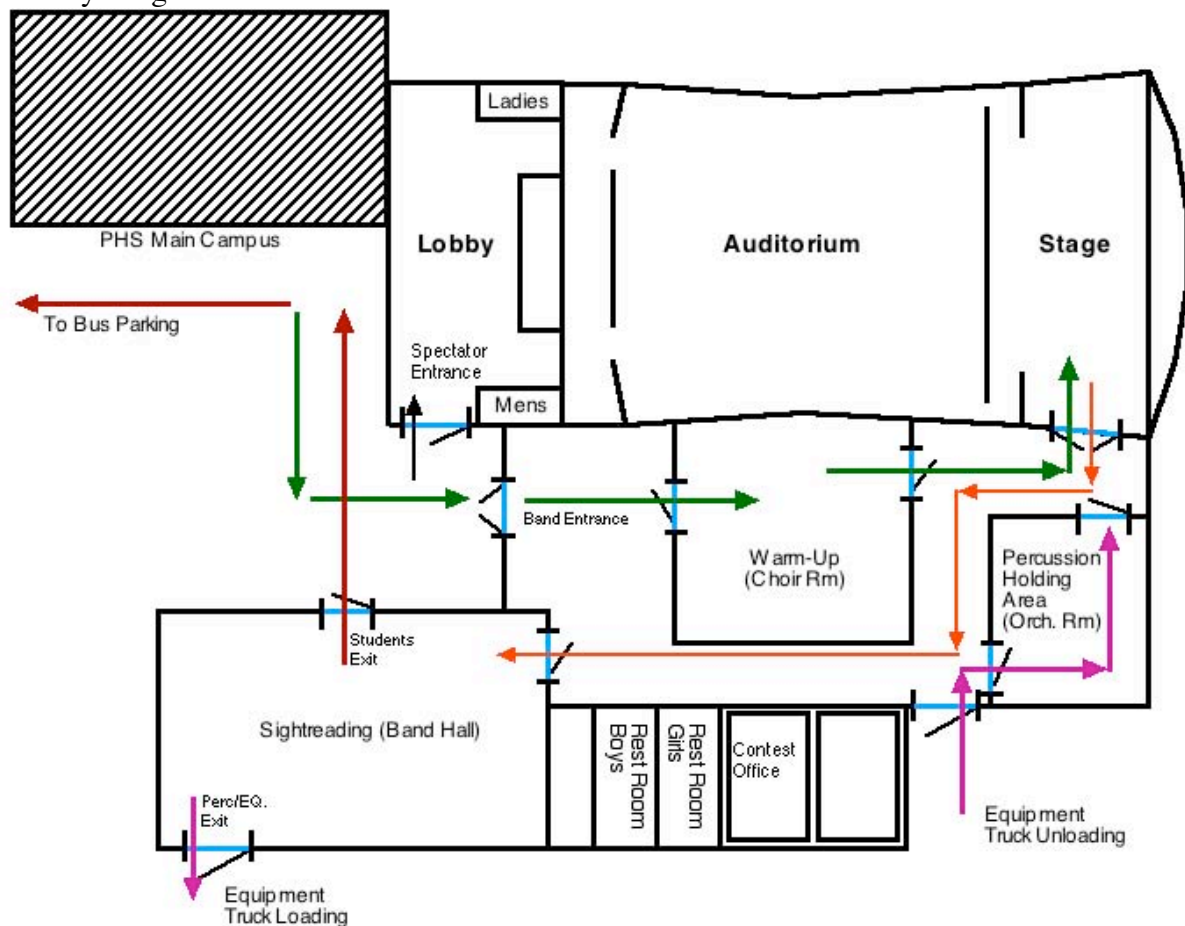 Ladies
PHS Main Campus
Lobby
Auditorium
Stage
To Bus Parking
Spectator
Entrance
Mens
Band Entrance
Warm-Up
(Choir Rm)
Percussion
Holding
Area
(Orch. Rm)
Students
Exit
Sightreading (Band Hall)
Rest Room
Boys
Rest Room
Girls
Contest
Office
Perc/EQ.
Exit
Equipment
Truck Unloading
Equipment
Truck Loading